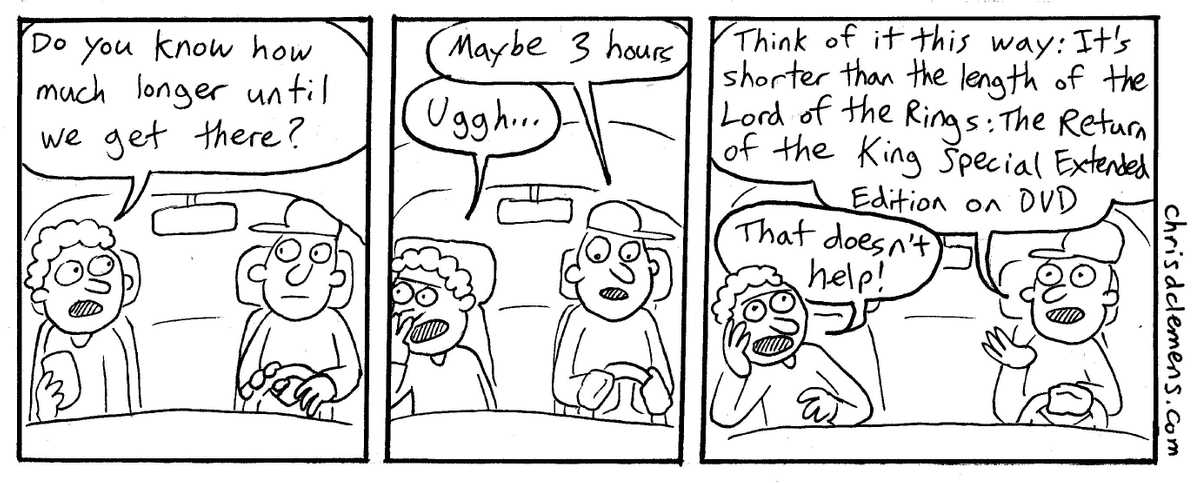 Do you know how
much longer until
we get there?
Maybe 3 hours
Uggh...
Think of it this way: It's
shorter than the length of the
Lord of the Rings: The Return
of the King Special Extended
Edition on DVD
That doesn't
help!
chrisdclemens.com